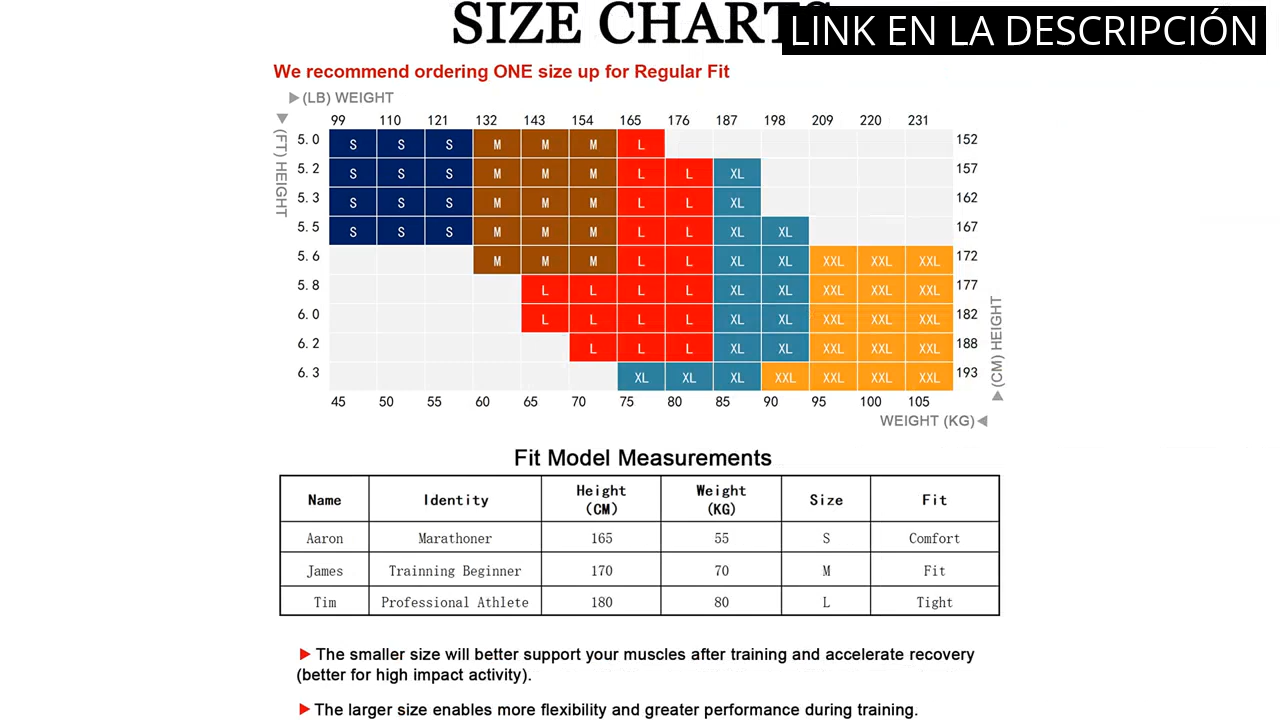 SIZE CHARTS
LINK EN LA DESCRIPCIÓN
We recommend ordering ONE size up for Regular Fit
(LB) WEIGHT
99 110 121 132 143 154 165 176 187 198 209 220 231
(FT) HEIGHT
5.0 S S S M M M L 152
5.2 S S S M M M L L XL 157
5.3 S S S M M M L L XL 162
5.5 S S S M M M L L XL XL 167
5.6 M M M L L XL XL XXL XXL XXL 172
5.8 L L L L XL XL XXL XXL XXL 177
6.0 L L L L XL XL XXL XXL XXL 182
6.2 L L L XL XL XXL XXL XXL 188
6.3 XL XL XL XXL XXL XXL XXL 193
(CM) HEIGHT
45 50 55 60 65 70 75 80 85 90 95 100 105
WEIGHT (KG)
Fit Model Measurements
Name Identity Height (CM) Weight (KG) Size Fit
Aaron Marathoner 165 55 S Comfort
James Trainning Beginner 170 70 M Fit
Tim Professional Athlete 180 80 L Tight
The smaller size will better support your muscles after training and accelerate recovery
(better for high impact activity).
The larger size enables more flexibility and greater performance during training.